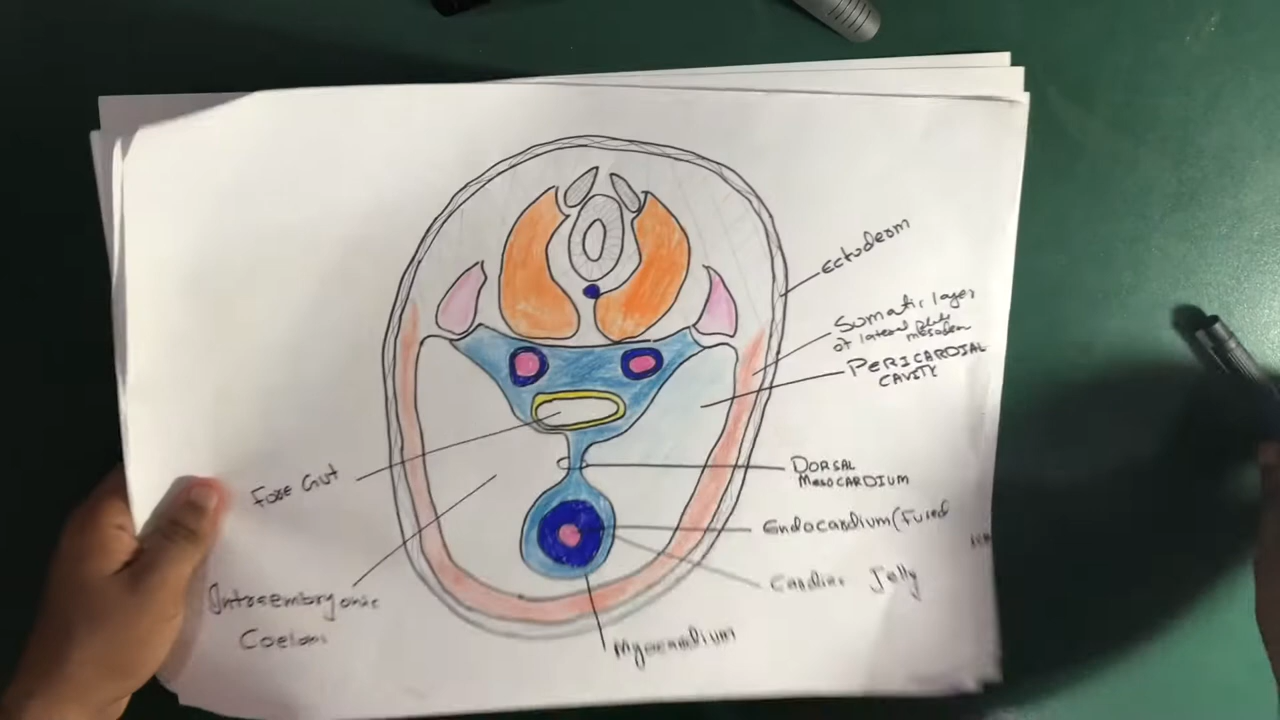 Ectoderm
Somatic layer
of lateral plate
mesoderm
PERICARDIAL
CAVITY
DORSAL
MESOCARDIUM
Endocardium (Fused
Cardiac Jelly
Myocardium
Fore Gut
Intraembryonic
Coelom